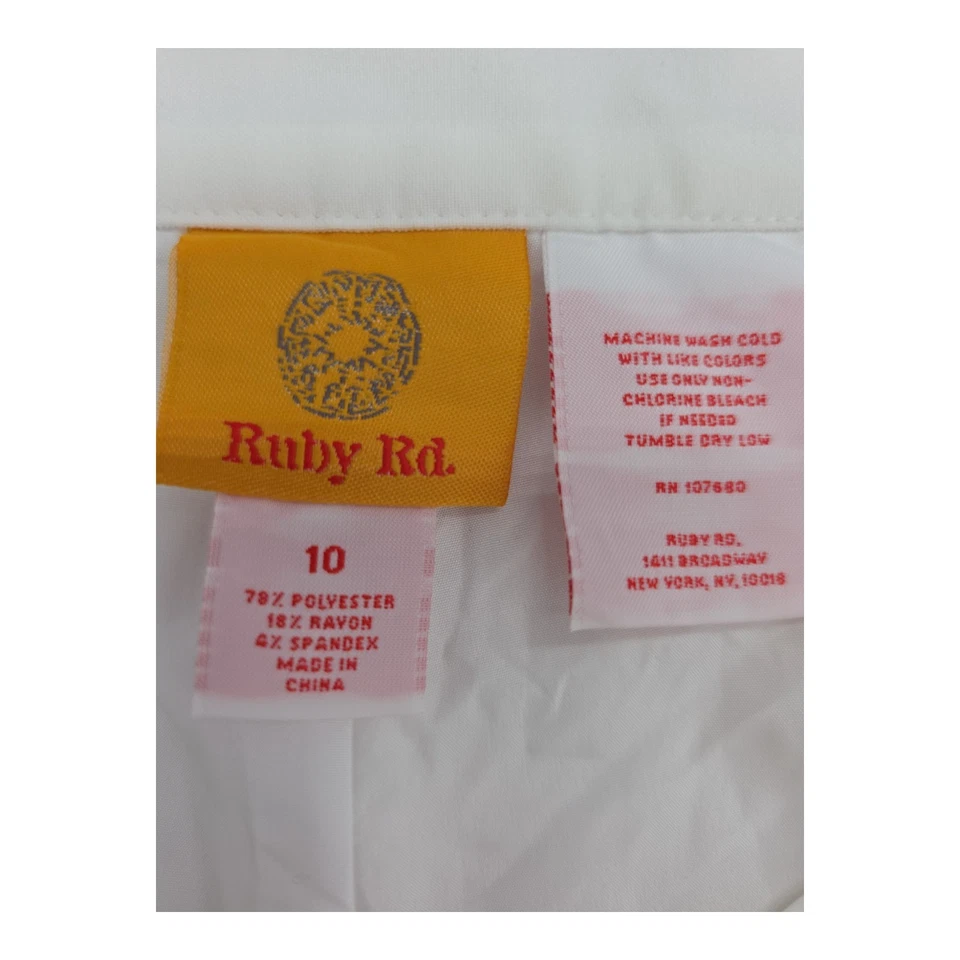 Ruby Rd.
10
78% POLYESTER
18% RAYON
4% SPANDEX
MADE IN
CHINA
MACHINE WASH COLD
WITH LIKE COLORS
USE ONLY NON-
CHLORINE BLEACH
IF NEEDED
TUMBLE DRY LOW
RN 107680
RUBY RD.
1411 BROADWAY
NEW YORK, NY, 10018